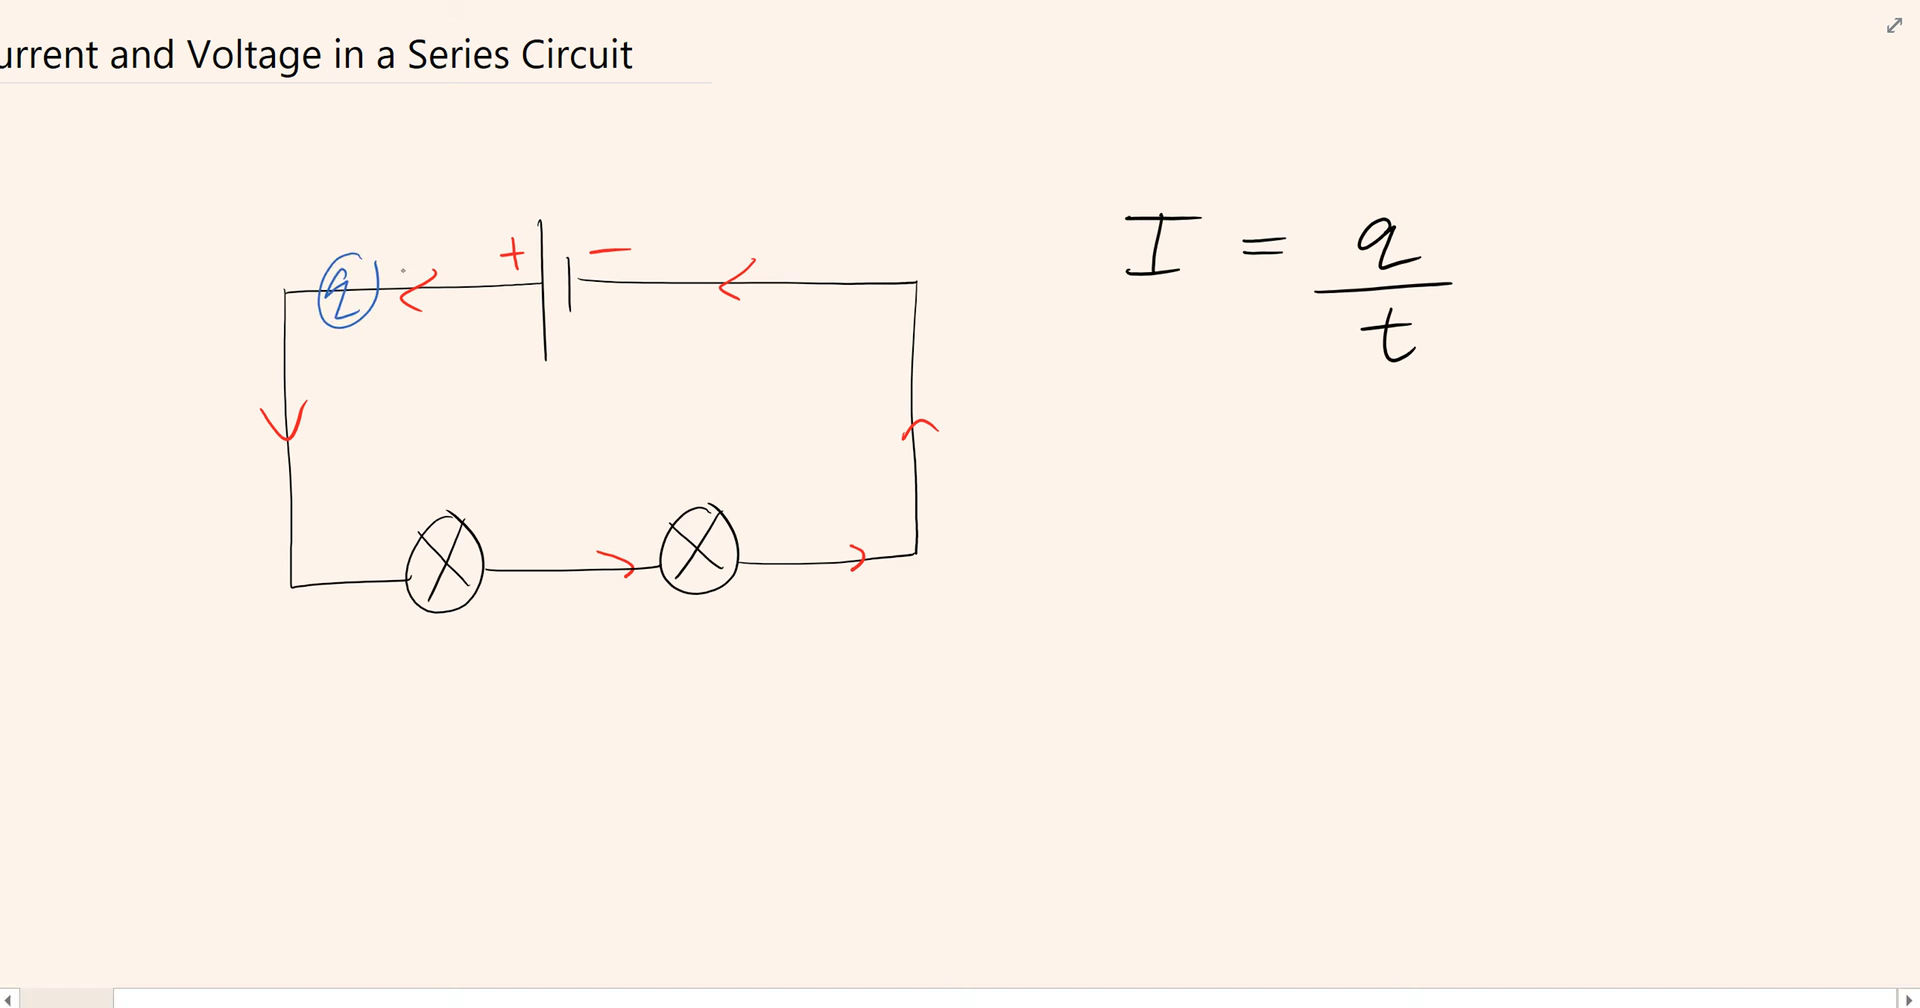 urrent and Voltage in a Series Circuit
+ −
q
I = q
t